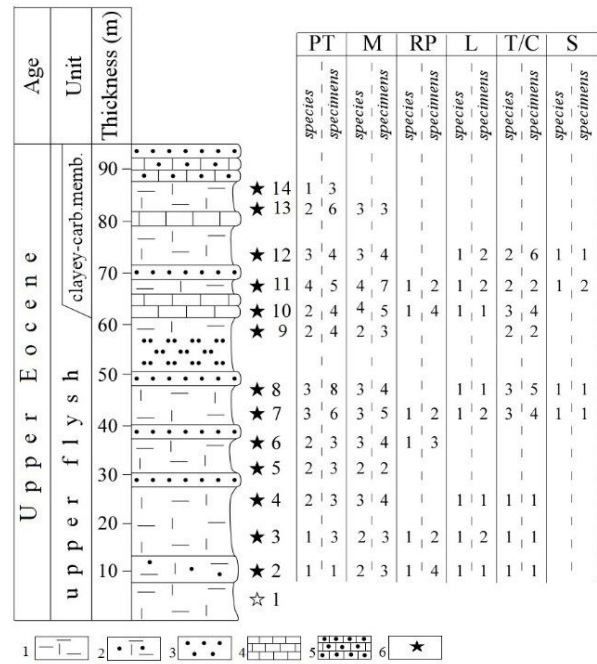 Age
Unit
Thickness (m)
PT M RP L T/C S
species specimens species specimens species specimens species specimens species specimens species specimens
Upper Eocene
clayey-carb.memb.
upper flysh
90
80
70
60
50
40
30
20
10
★ 14 1 3
★ 13 2 6 3 3
★ 12 3 4 3 4 1 2 2 6 1 1
★ 11 4 5 4 7 1 2 1 2 2 2 1 2
★ 10 2 4 4 5 1 4 1 1 3 4
★ 9 2 4 2 3 2 2
★ 8 3 8 3 4 1 1 3 5 1 1
★ 7 3 6 3 5 1 2 1 2 3 4 1 1
★ 6 2 3 3 4 1 3
★ 5 2 3 2 2
★ 4 2 3 3 4 1 1 1 1
★ 3 1 3 2 3 1 2 1 2 1 1
★ 2 1 1 2 3 1 4 1 1 1 1
☆ 1
1 2 3 4 5 6 ★